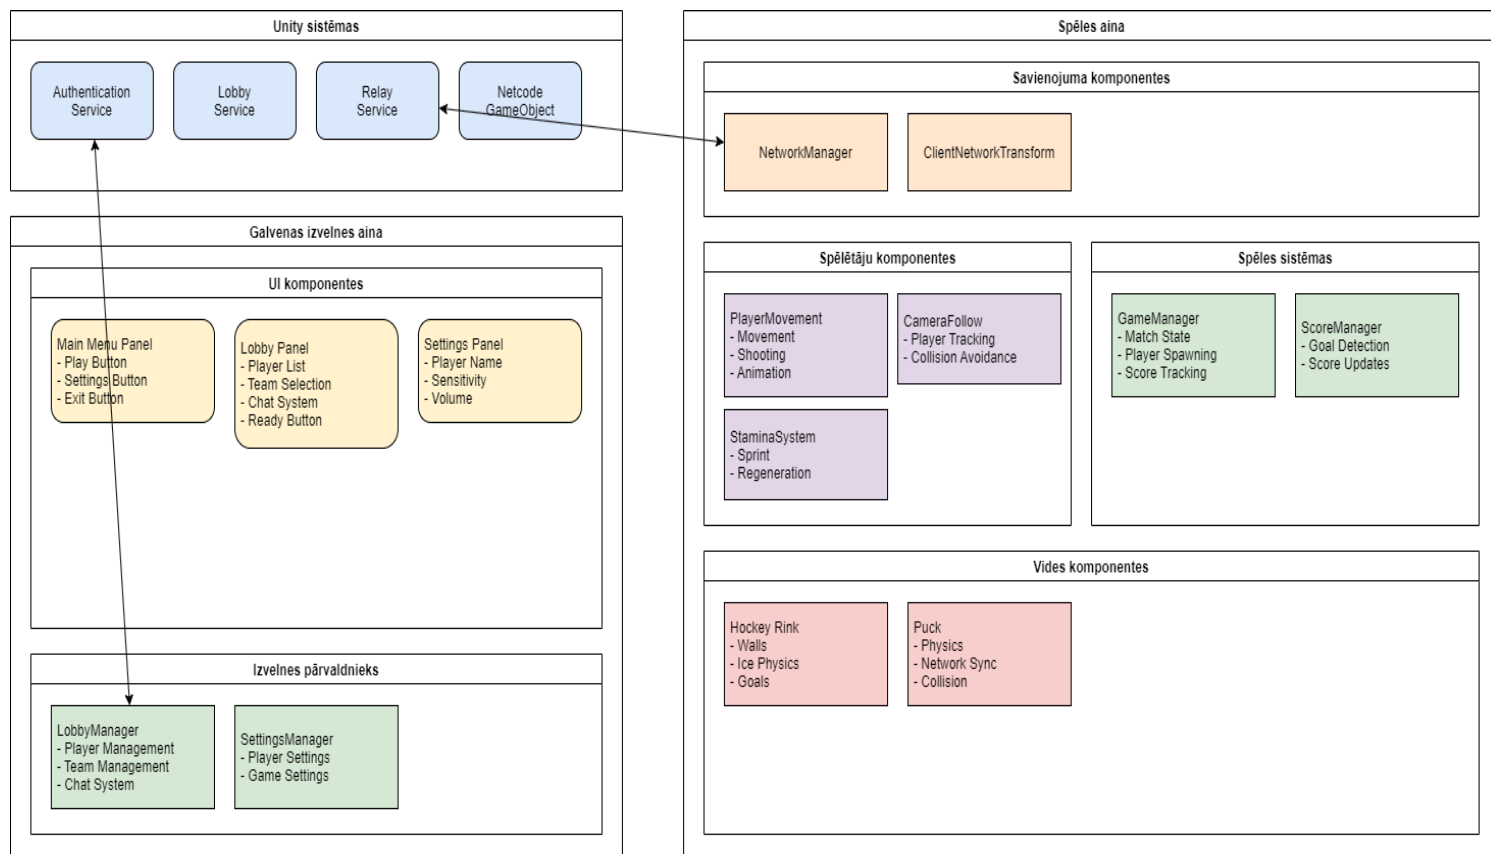 Unity sistēmas
Authentication
Service
Lobby
Service
Relay
Service
Netcode
GameObject
Galvenas izvelnes aina
UI komponentes
Main Menu Panel
- Play Button
- Settings Button
- Exit Button
Lobby Panel
- Player List
- Team Selection
- Chat System
- Ready Button
Settings Panel
- Player Name
- Sensitivity
- Volume
Izvelnes pārvaldnieks
LobbyManager
- Player Management
- Team Management
- Chat System
SettingsManager
- Player Settings
- Game Settings
Spēles aina
Savienojuma komponentes
NetworkManager
ClientNetworkTransform
Spēlētāju komponentes
PlayerMovement
- Movement
- Shooting
- Animation
CameraFollow
- Player Tracking
- Collision Avoidance
StaminaSystem
- Sprint
- Regeneration
Spēles sistēmas
GameManager
- Match State
- Player Spawning
- Score Tracking
ScoreManager
- Goal Detection
- Score Updates
Vides komponentes
Hockey Rink
- Walls
- Ice Physics
- Goals
Puck
- Physics
- Network Sync
- Collision